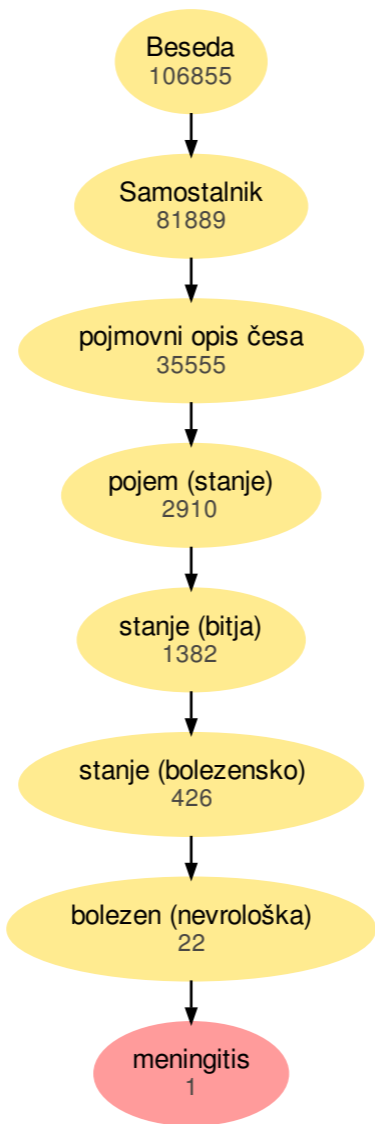 Beseda
106855
Samostalnik
81889
pojmovni opis česa
35555
pojem (stanje)
2910
stanje (bitja)
1382
stanje (bolezensko)
426
bolezen (nevrološka)
22
meningitis
1